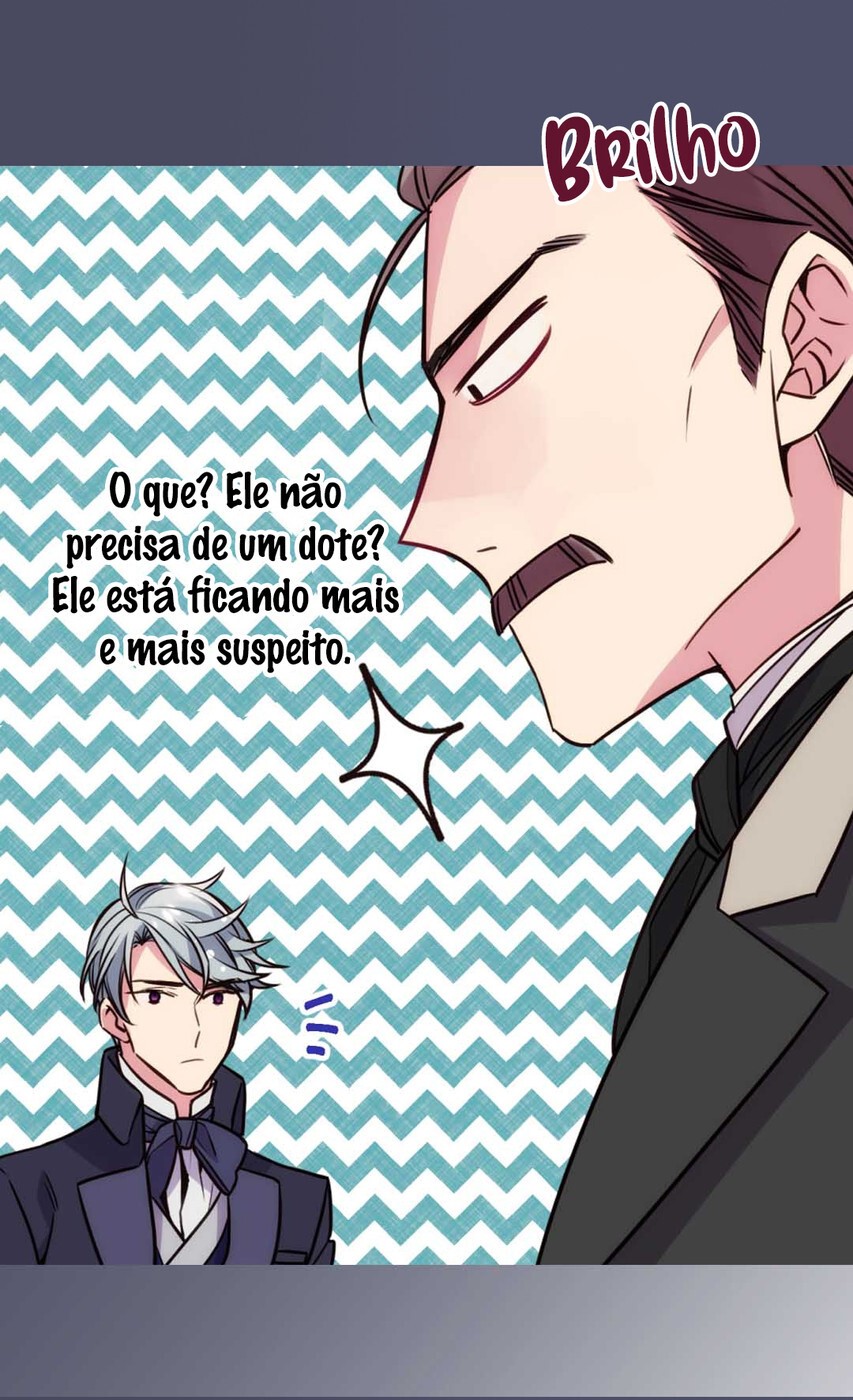 Brilho
O que? Ele não
precisa de um dote?
Ele está ficando mais
e mais suspeito.